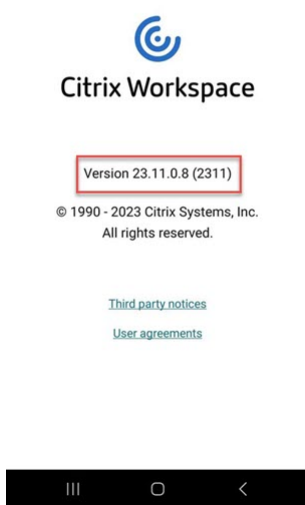 Citrix Workspace
Version 23.11.0.8 (2311)
© 1990 - 2023 Citrix Systems, Inc.
All rights reserved.
Third party notices
User agreements